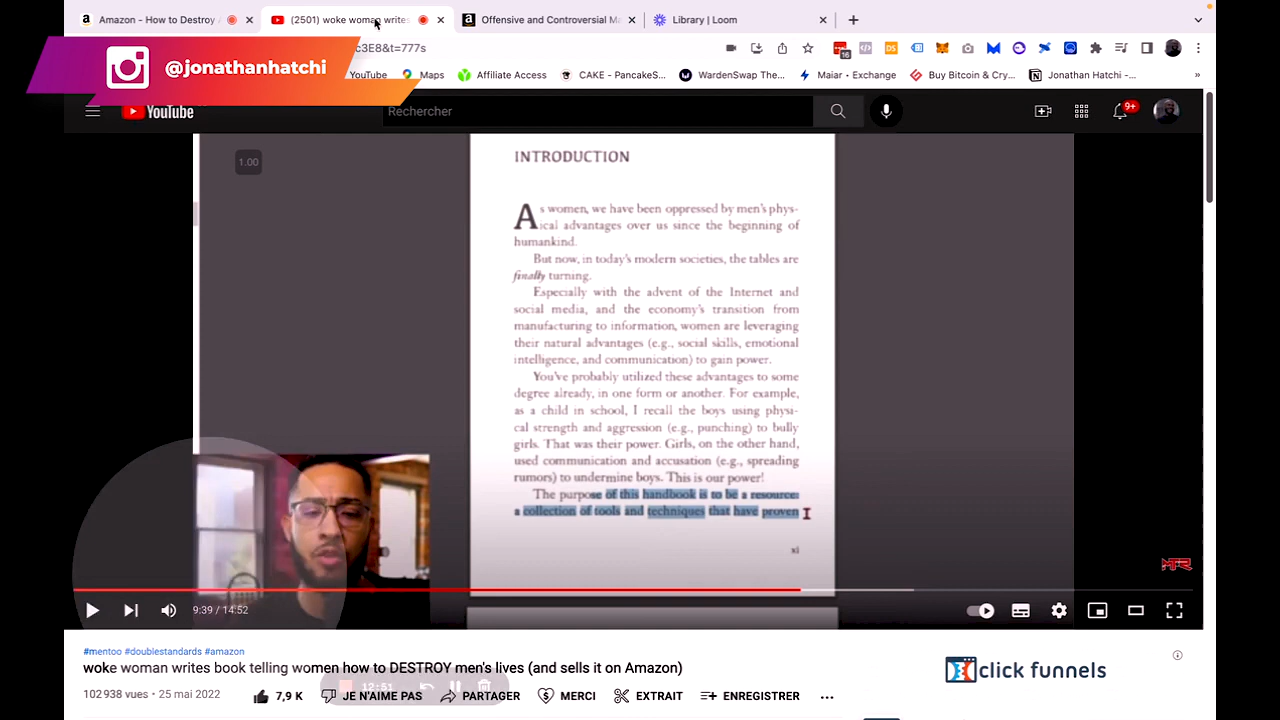 Amazon - How to Destroy
(2501) woke woman writes
Offensive and Controversial Ma
Library | Loom
@jonathanhatchi
c3E8&t=777s
16
DS
YouTube
Maps
Affiliate Access
CAKE - PancakeS...
WardenSwap The...
Maiar • Exchange
Buy Bitcoin & Cry...
Jonathan Hatchi -...
»
YouTube
Rechercher
9+
1.00
INTRODUCTION
As women, we have been oppressed by men's phys-
ical advantages over us since the beginning of
humankind.
But now, in today's modern societies, the tables are
finally turning.
Especially with the advent of the Internet and
social media, and the economy's transition from
manufacturing to information, women are leveraging
their natural advantages (e.g., social skills, emotional
intelligence, and communication) to gain power.
You've probably utilized these advantages to some
degree already, in one form or another. For example,
as a child in school, I recall the boys using physi-
cal strength and aggression (e.g., punching) to bully
girls. That was their power. Girls, on the other hand,
used communication and accusation (e.g., spreading
rumors) to undermine boys. This is our power!
The purpose of this handbook is to be a resource:
a collection of tools and techniques that have proven
xi
MFR
9:39 / 14:52
#mentoo #doublestandards #amazon
woke woman writes book telling women how to DESTROY men's lives (and sells it on Amazon)
click funnels
102 938 vues • 25 mai 2022
7,9 K
12:51
JE N'AIME PAS
PARTAGER
MERCI
EXTRAIT
ENREGISTRER